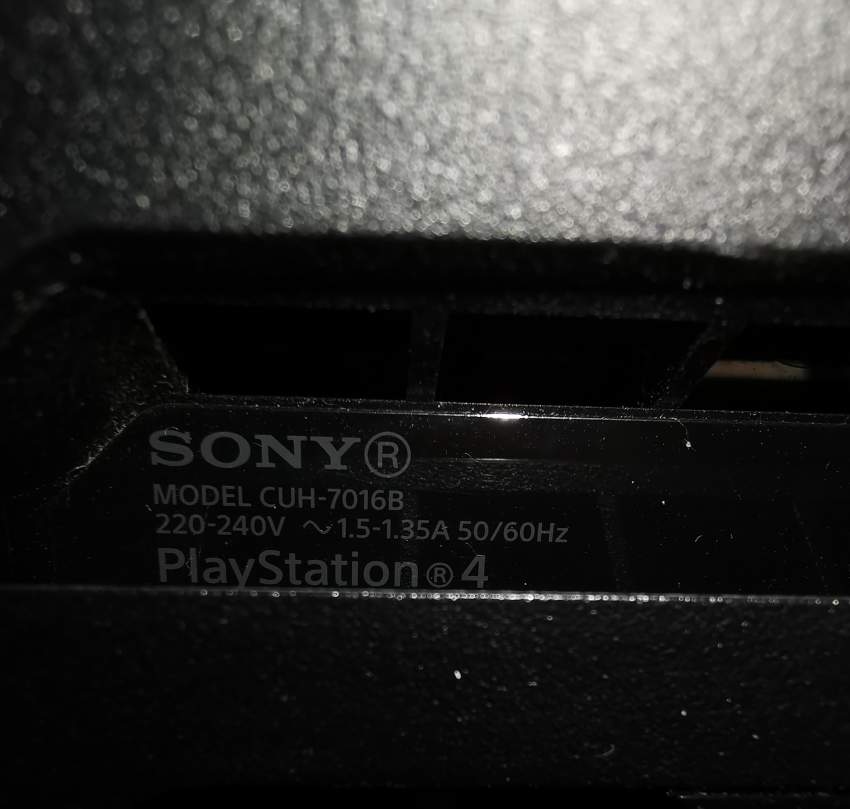 SONY®
MODEL CUH-7016B
220-240V ～1.5-1.35A 50/60Hz
PlayStation®4